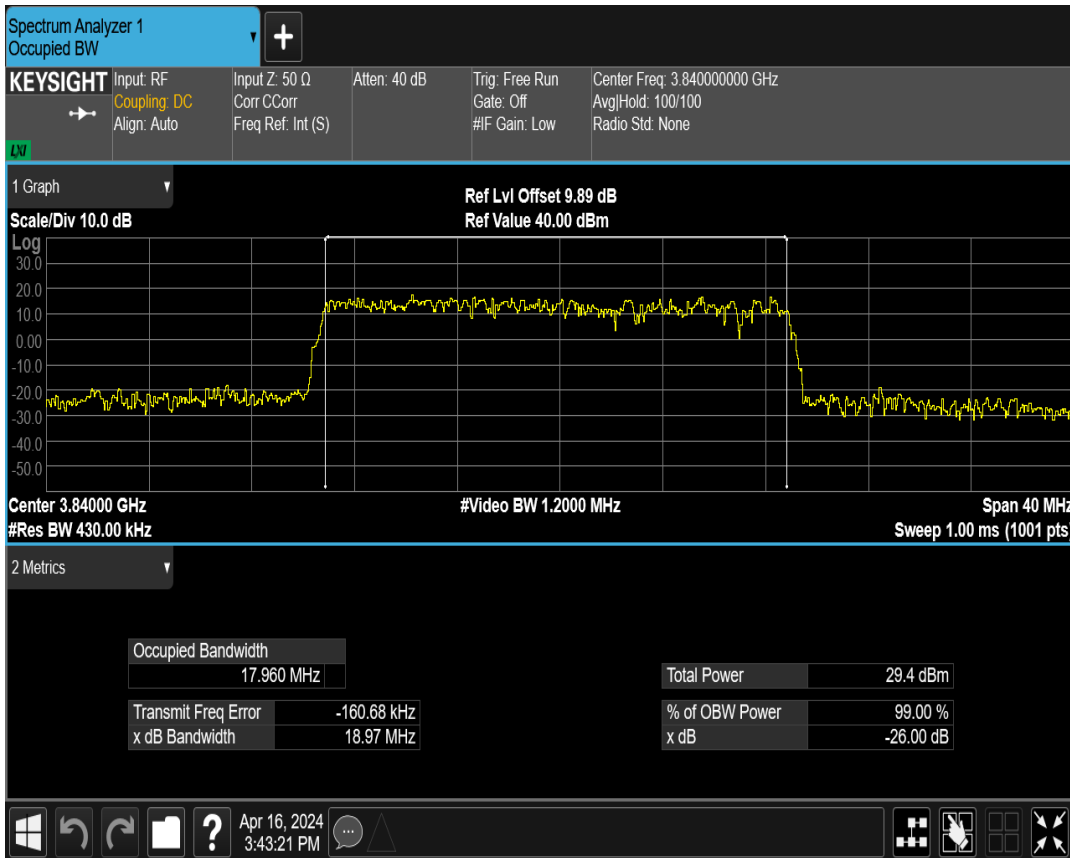 Spectrum Analyzer 1
Occupied BW
+
KEYSIGHT
Input: RF
Coupling: DC
Align: Auto
Input Z: 50 Ω
Corr CCorr
Freq Ref: Int (S)
Atten: 40 dB
Trig: Free Run
Gate: Off
#IF Gain: Low
Center Freq: 3.840000000 GHz
Avg|Hold: 100/100
Radio Std: None
LXI
1 Graph
Scale/Div 10.0 dB
Ref Lvl Offset 9.89 dB
Ref Value 40.00 dBm
Log
30.0
20.0
10.0
0.00
-10.0
-20.0
-30.0
-40.0
-50.0
Center 3.84000 GHz
#Video BW 1.2000 MHz
Span 40 MHz
#Res BW 430.00 kHz
Sweep 1.00 ms (1001 pts)
2 Metrics
Occupied Bandwidth
17.960 MHz
Total Power 29.4 dBm
Transmit Freq Error -160.68 kHz
% of OBW Power 99.00 %
x dB Bandwidth 18.97 MHz
x dB -26.00 dB
?
Apr 16, 2024
3:43:21 PM